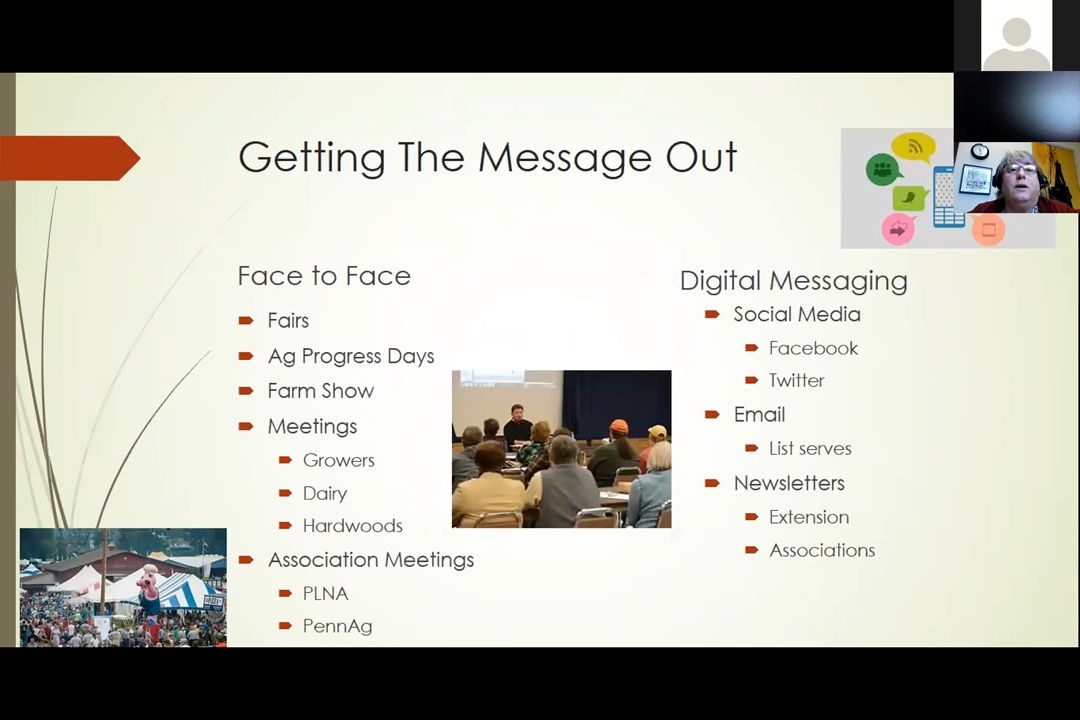 Getting The Message Out
Face to Face
Fairs
Ag Progress Days
Farm Show
Meetings
Growers
Dairy
Hardwoods
Association Meetings
PLNA
PennAg
Digital Messaging
Social Media
Facebook
Twitter
Email
List serves
Newsletters
Extension
Associations